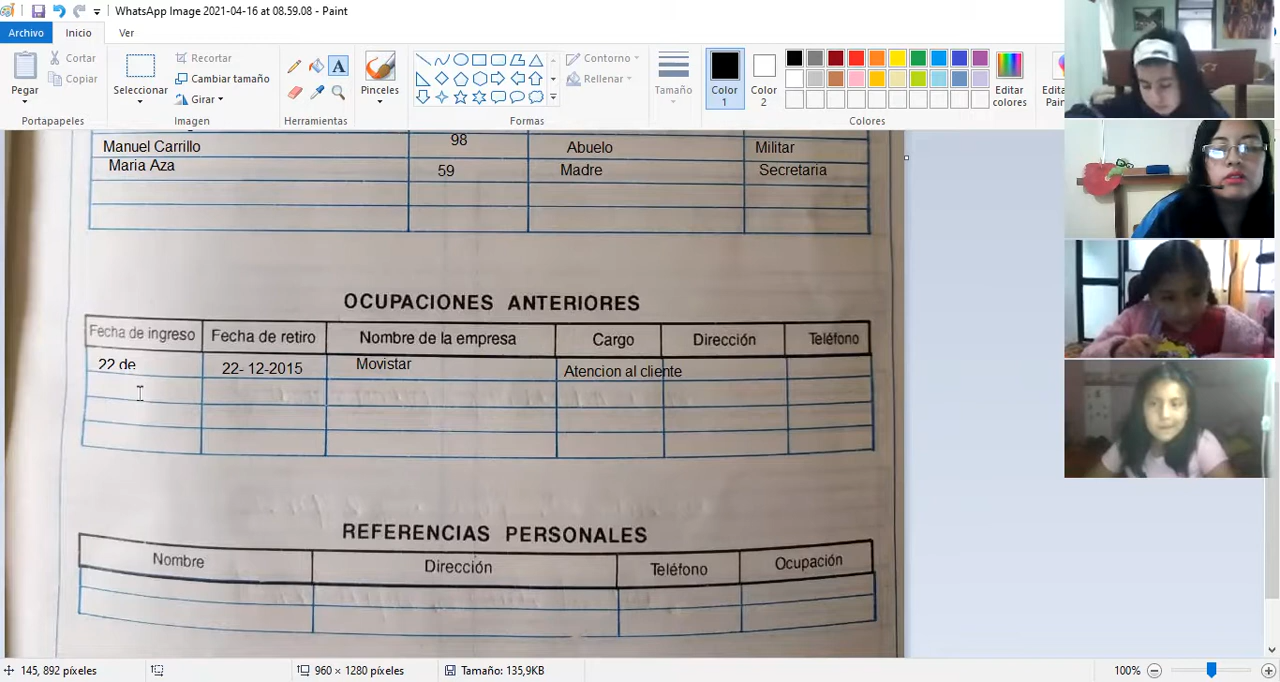 WhatsApp Image 2021-04-16 at 08.59.08 - Paint
Archivo Inicio Ver
Pegar
Cortar
Copiar
Portapapeles
Seleccionar
Recortar
Cambiar tamaño
Girar
Imagen
Herramientas
Pinceles
Contorno
Rellenar
Formas
Tamaño
Color 1
Color 2
Editar colores
Colores
Manuel Carrillo 98 Abuelo Militar
Maria Aza 59 Madre Secretaria
OCUPACIONES ANTERIORES
Fecha de ingreso Fecha de retiro Nombre de la empresa Cargo Dirección Teléfono
22 de 22- 12-2015 Movistar Atencion al cliente
REFERENCIAS PERSONALES
Nombre Dirección Teléfono Ocupación
145, 892 píxeles 960 × 1280 píxeles Tamaño: 135,9KB 100%